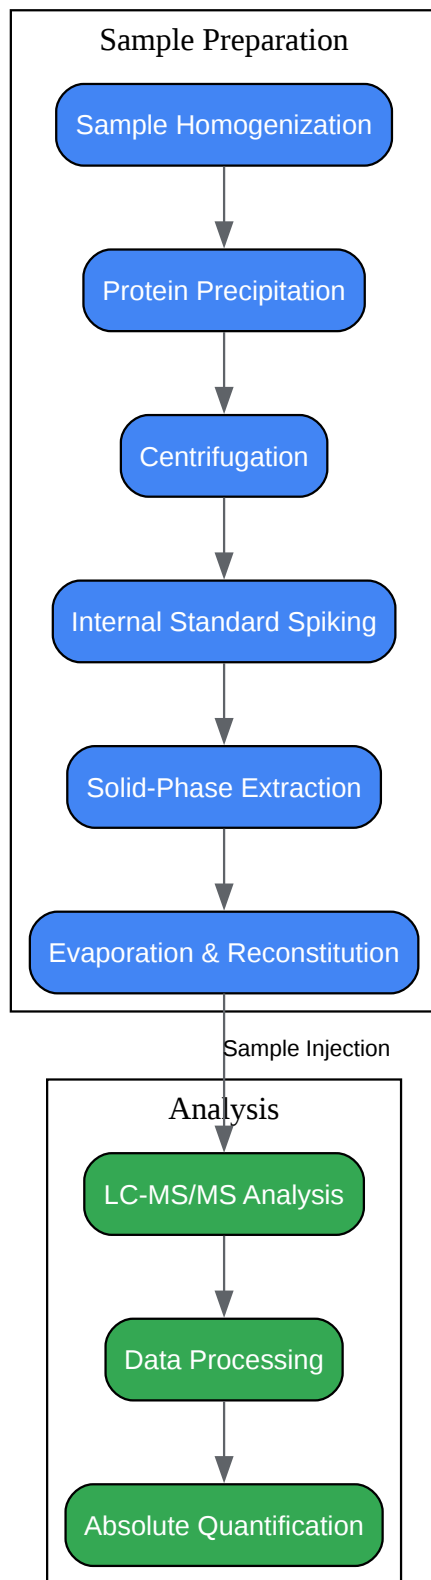 Sample Preparation
Sample Homogenization
Protein Precipitation
Centrifugation
Internal Standard Spiking
Solid-Phase Extraction
Evaporation & Reconstitution
Sample Injection
Analysis
LC-MS/MS Analysis
Data Processing
Absolute Quantification